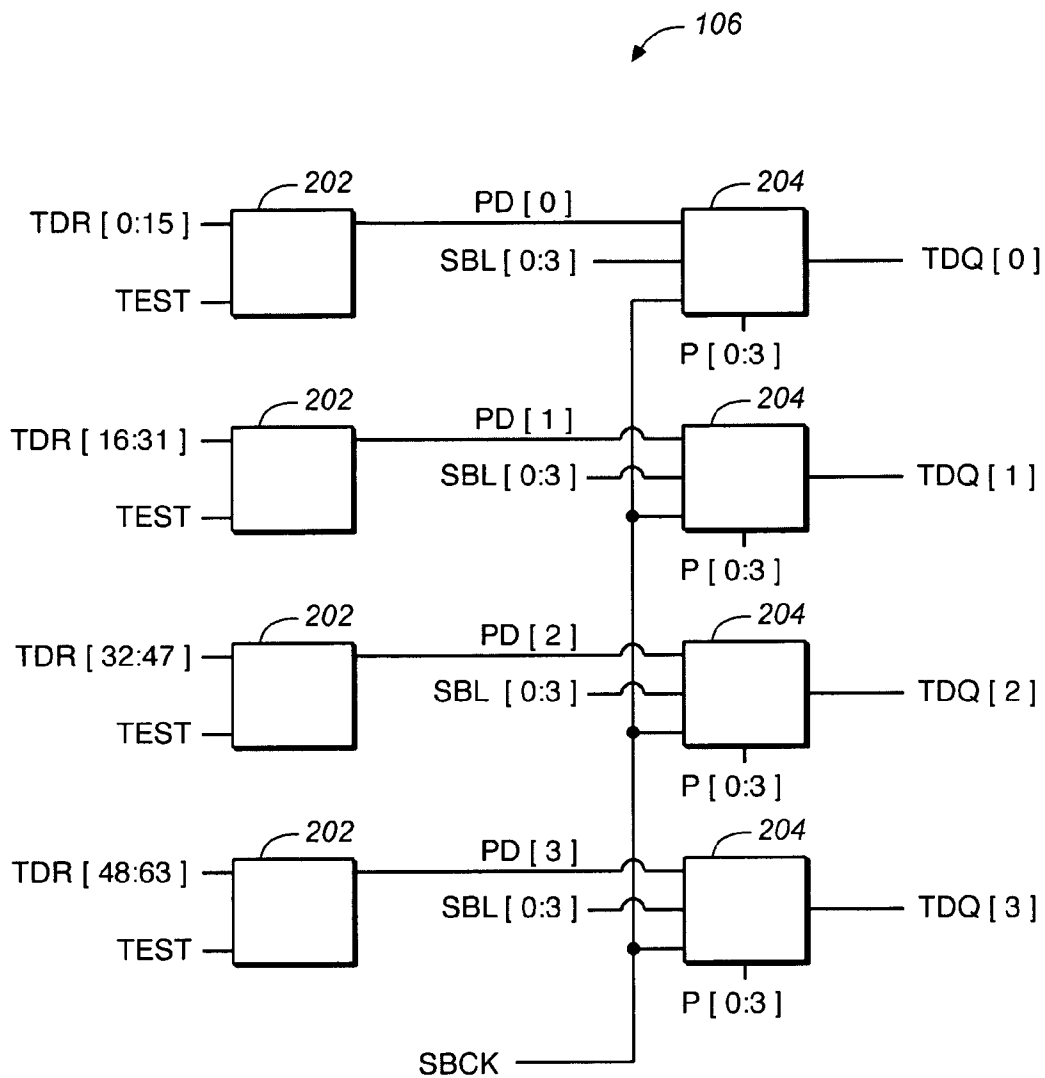 106
202
204
TDR [ 0:15 ]
PD [ 0 ]
SBL [ 0:3 ]
TDQ [ 0 ]
TEST
P [ 0:3 ]
202
204
TDR [ 16:31 ]
PD [ 1 ]
SBL [ 0:3 ]
TDQ [ 1 ]
TEST
P [ 0:3 ]
202
204
TDR [ 32:47 ]
PD [ 2 ]
SBL [ 0:3 ]
TDQ [ 2 ]
TEST
P [ 0:3 ]
202
204
TDR [ 48:63 ]
PD [ 3 ]
SBL [ 0:3 ]
TDQ [ 3 ]
TEST
P [ 0:3 ]
SBCK